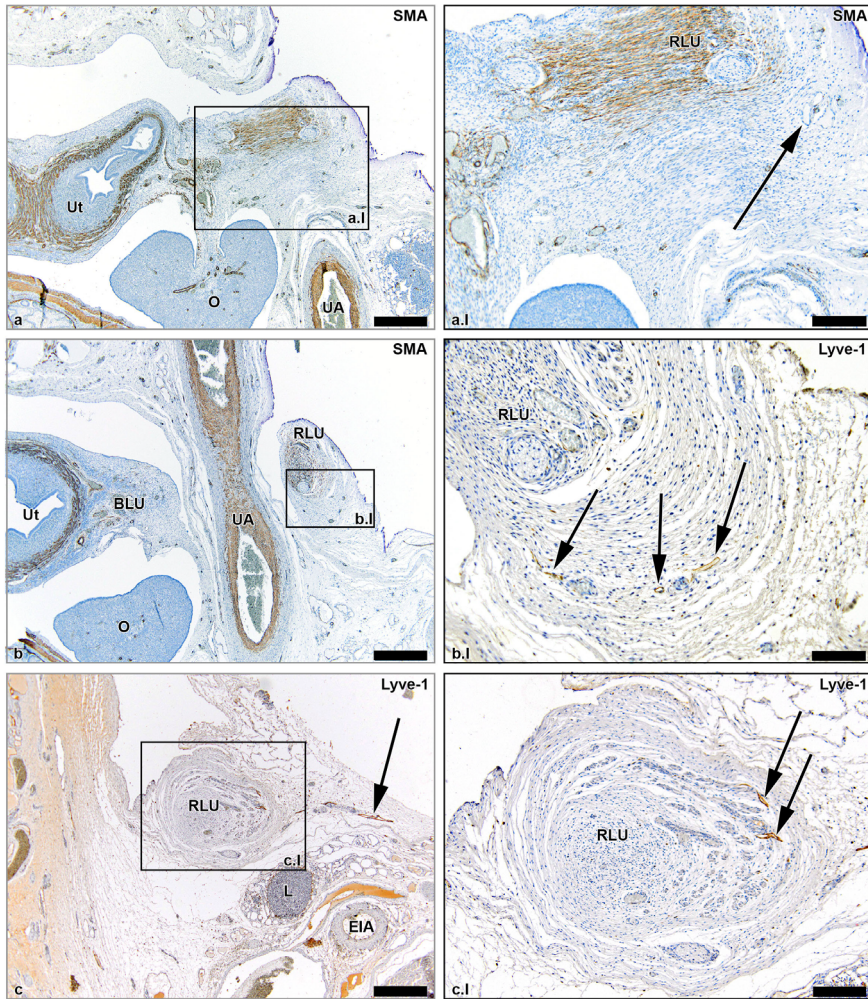 SMA
Ut
O
UA
a.I
a
SMA
RLU
a.I
SMA
RLU
BLU
Ut
UA
b.I
O
b
Lyve-1
RLU
b.I
Lyve-1
RLU
c.I
L
EIA
c
Lyve-1
RLU
c.I